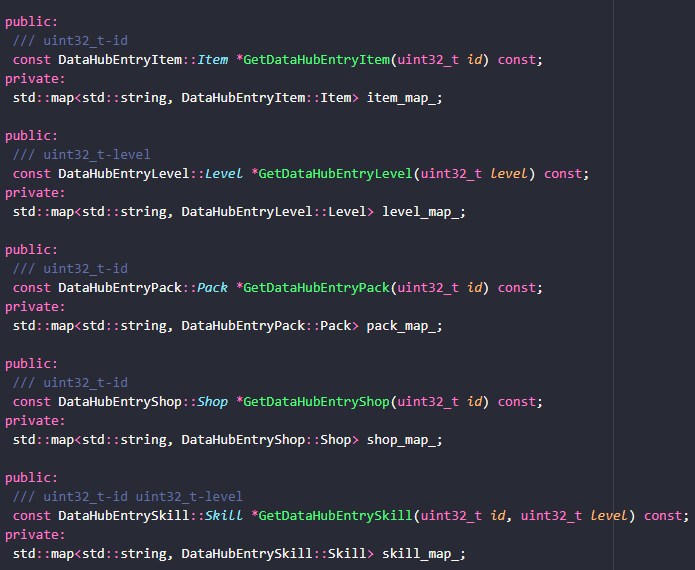 public:
/// uint32_t-id
const DataHubEntryItem::Item *GetDataHubEntryItem(uint32_t id) const;
private:
std::map<std::string, DataHubEntryItem::Item> item_map_;
public:
/// uint32_t-level
const DataHubEntryLevel::Level *GetDataHubEntryLevel(uint32_t level) const;
private:
std::map<std::string, DataHubEntryLevel::Level> level_map_;
public:
/// uint32_t-id
const DataHubEntryPack::Pack *GetDataHubEntryPack(uint32_t id) const;
private:
std::map<std::string, DataHubEntryPack::Pack> pack_map_;
public:
/// uint32_t-id
const DataHubEntryShop::Shop *GetDataHubEntryShop(uint32_t id) const;
private:
std::map<std::string, DataHubEntryShop::Shop> shop_map_;
public:
/// uint32_t-id uint32_t-level
const DataHubEntrySkill::Skill *GetDataHubEntrySkill(uint32_t id, uint32_t level) const;
private:
std::map<std::string, DataHubEntrySkill::Skill> skill_map_;